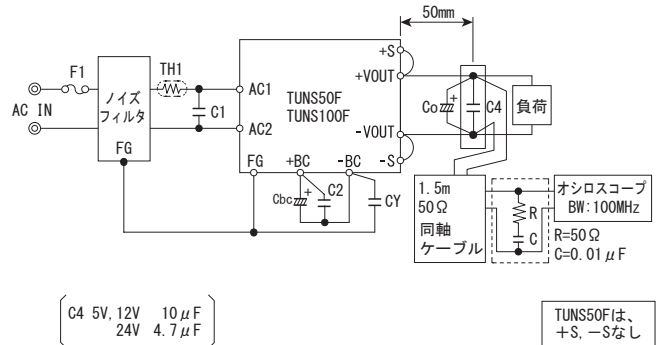 50mm
F1
TH1
+S
+VOUT
AC1
TUNS50F
TUNS100F
AC IN
ノイズ
フィルタ
C1
Co
+
C4
負荷
AC2
-VOUT
FG
FG
+BC
-BC
-S
Cbc
+
C2
CY
1.5m
50Ω
同軸
ケーブル
R
C
オシロスコープ
BW:100MHz
R=50Ω
C=0.01μF
C4 5V,12V 10μF
24V 4.7μF
TUNS50Fは、
+S,−Sなし